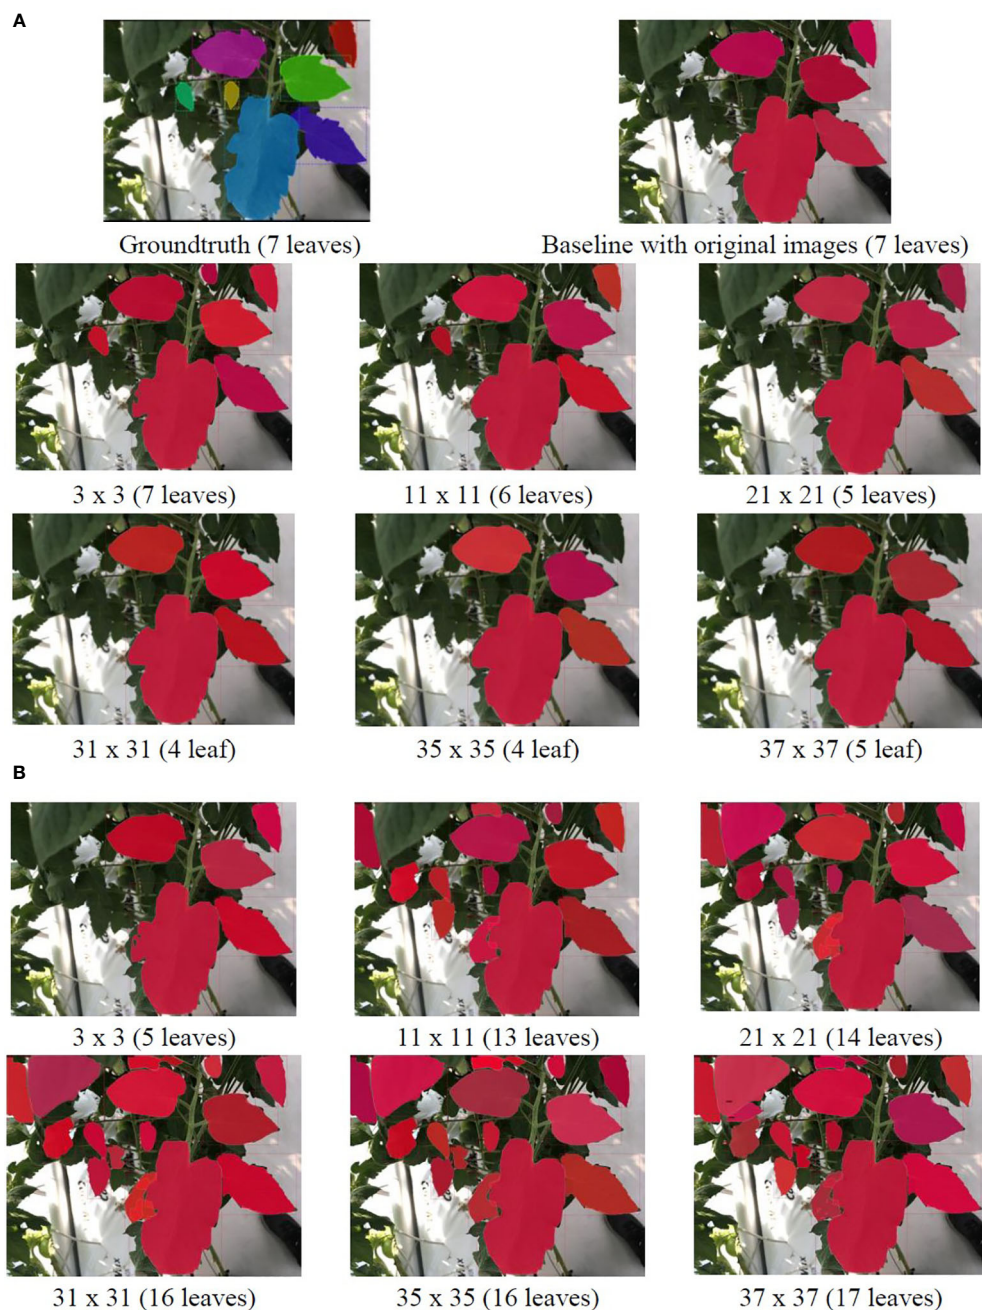 A
Groundtruth (7 leaves)
Baseline with original images (7 leaves)
3 x 3 (7 leaves)
11 x 11 (6 leaves)
21 x 21 (5 leaves)
31 x 31 (4 leaf)
35 x 35 (4 leaf)
37 x 37 (5 leaf)
B
3 x 3 (5 leaves)
11 x 11 (13 leaves)
21 x 21 (14 leaves)
31 x 31 (16 leaves)
35 x 35 (16 leaves)
37 x 37 (17 leaves)